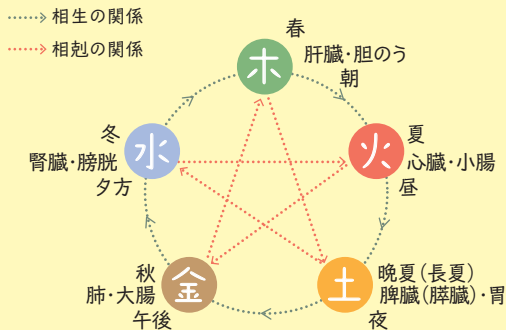 相生の関係
相剋の関係
春
肝臓・胆のう
朝
木
夏
心臓・小腸
昼
火
晩夏(長夏)
脾臓(膵臓)・胃
夜
土
秋
肺・大腸
午後
金
冬
腎臓・膀胱
夕方
水